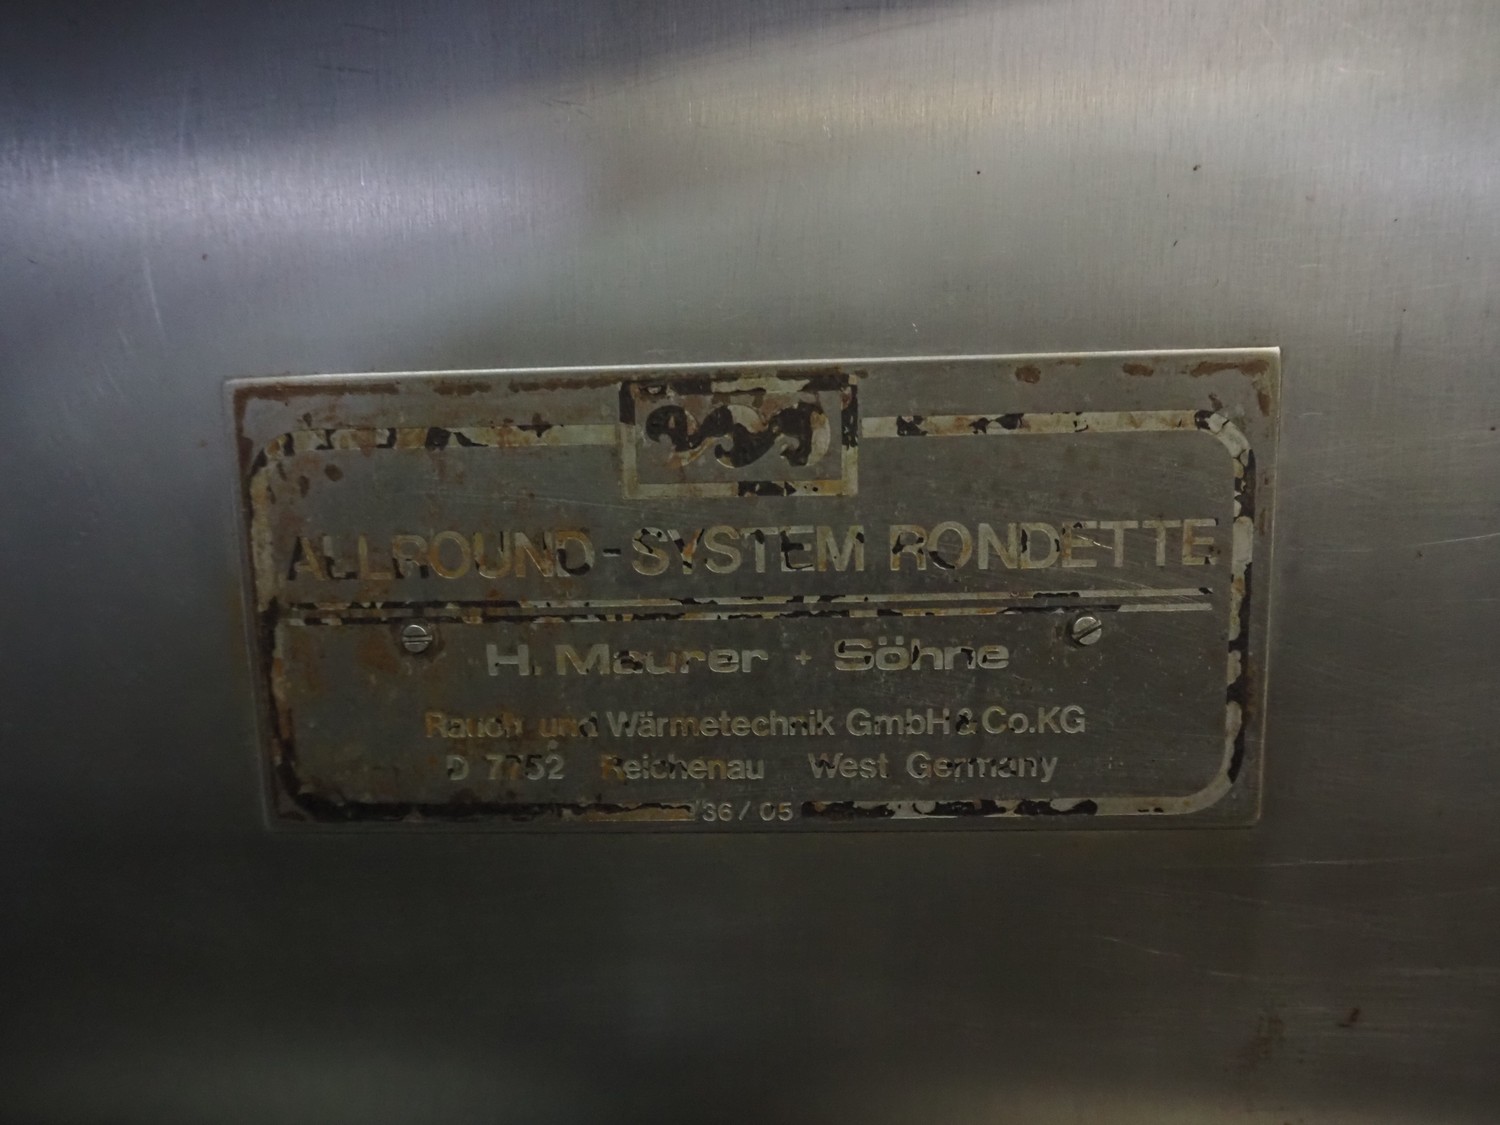 ALLROUND-SYSTEM RONDETTE
H. Maurer + Söhne
Rauch und Wärmetechnik GmbH & Co.KG
D 7752 Reichenau West Germany
36/05